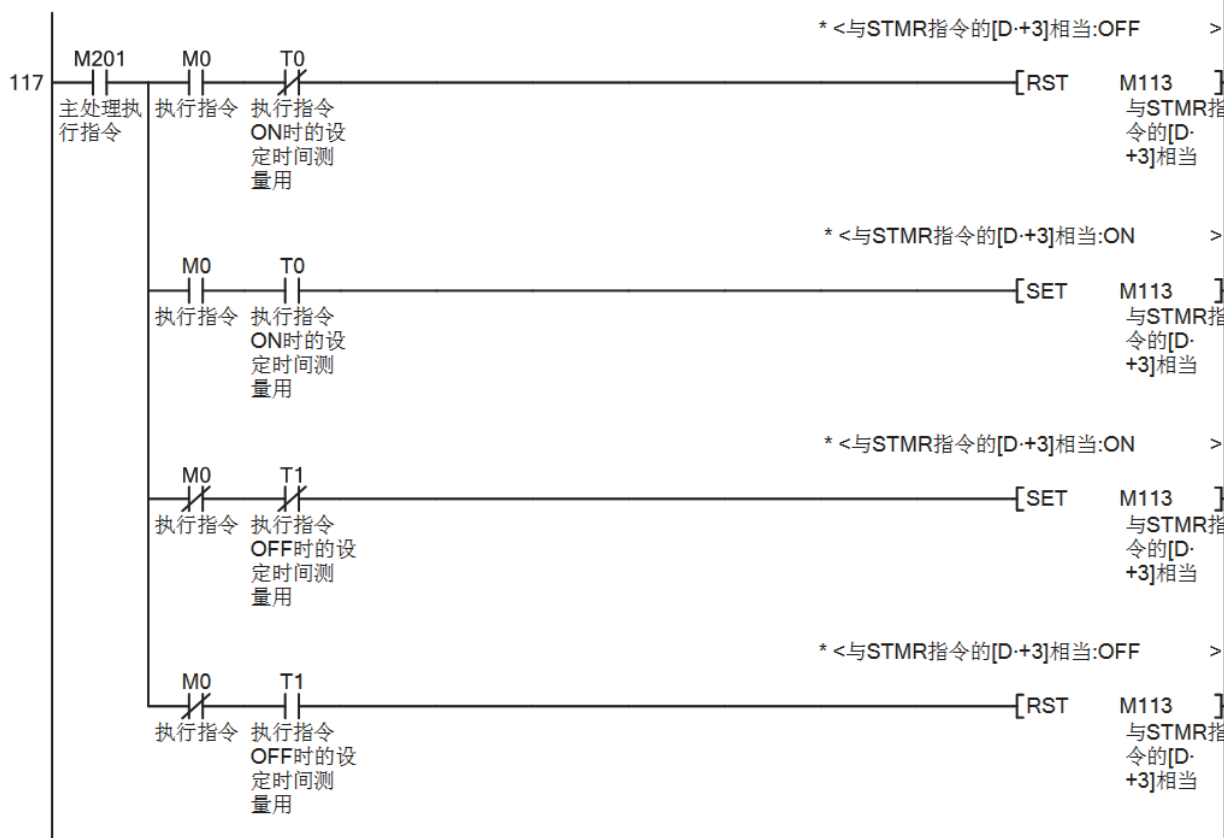 * <与STMR指令的[D·+3]相当:OFF >
M201 M0 T0
117 [RST M113 ]
主处理执 执行指令 执行指令 与STMR指
行指令 ON时的设 令的[D·
定时间测 +3]相当
量用
* <与STMR指令的[D·+3]相当:ON >
M0 T0
[SET M113 ]
执行指令 执行指令 与STMR指
ON时的设 令的[D·
定时间测 +3]相当
量用
* <与STMR指令的[D·+3]相当:ON >
M0 T1
[SET M113 ]
执行指令 执行指令 与STMR指
OFF时的设 令的[D·
定时间测 +3]相当
量用
* <与STMR指令的[D·+3]相当:OFF >
M0 T1
[RST M113 ]
执行指令 执行指令 与STMR指
OFF时的设 令的[D·
定时间测 +3]相当
量用